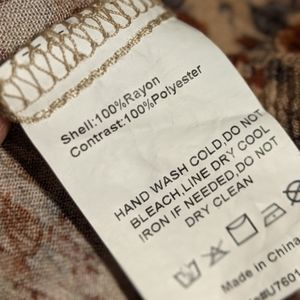 Shell:100%Rayon
Contrast:100%Polyester
HAND WASH COLD,DO NOT
BLEACH,LINE DRY COOL
IRON IF NEEDED,DO NOT
DRY CLEAN
Made in China
#U7601